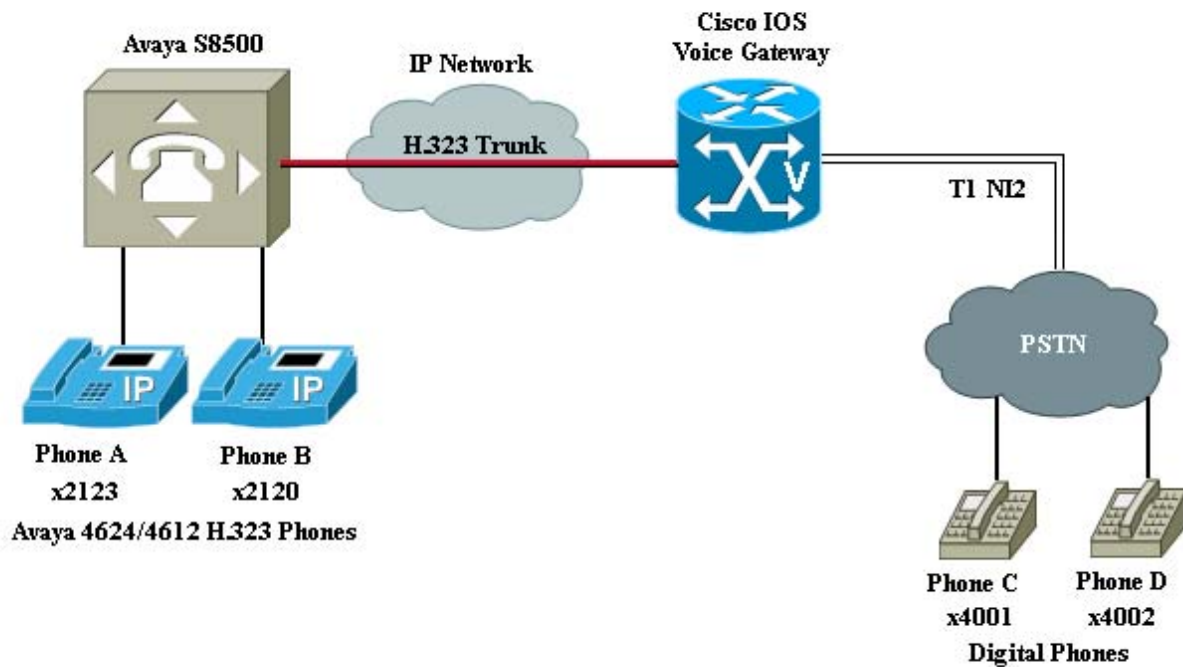 Avaya S8500
IP Network
H.323 Trunk
Cisco IOS
Voice Gateway
V
T1 NI2
PSTN
IP
IP
Phone A
x2123
Phone B
x2120
Avaya 4624/4612 H.323 Phones
Phone C
x4001
Phone D
x4002
Digital Phones